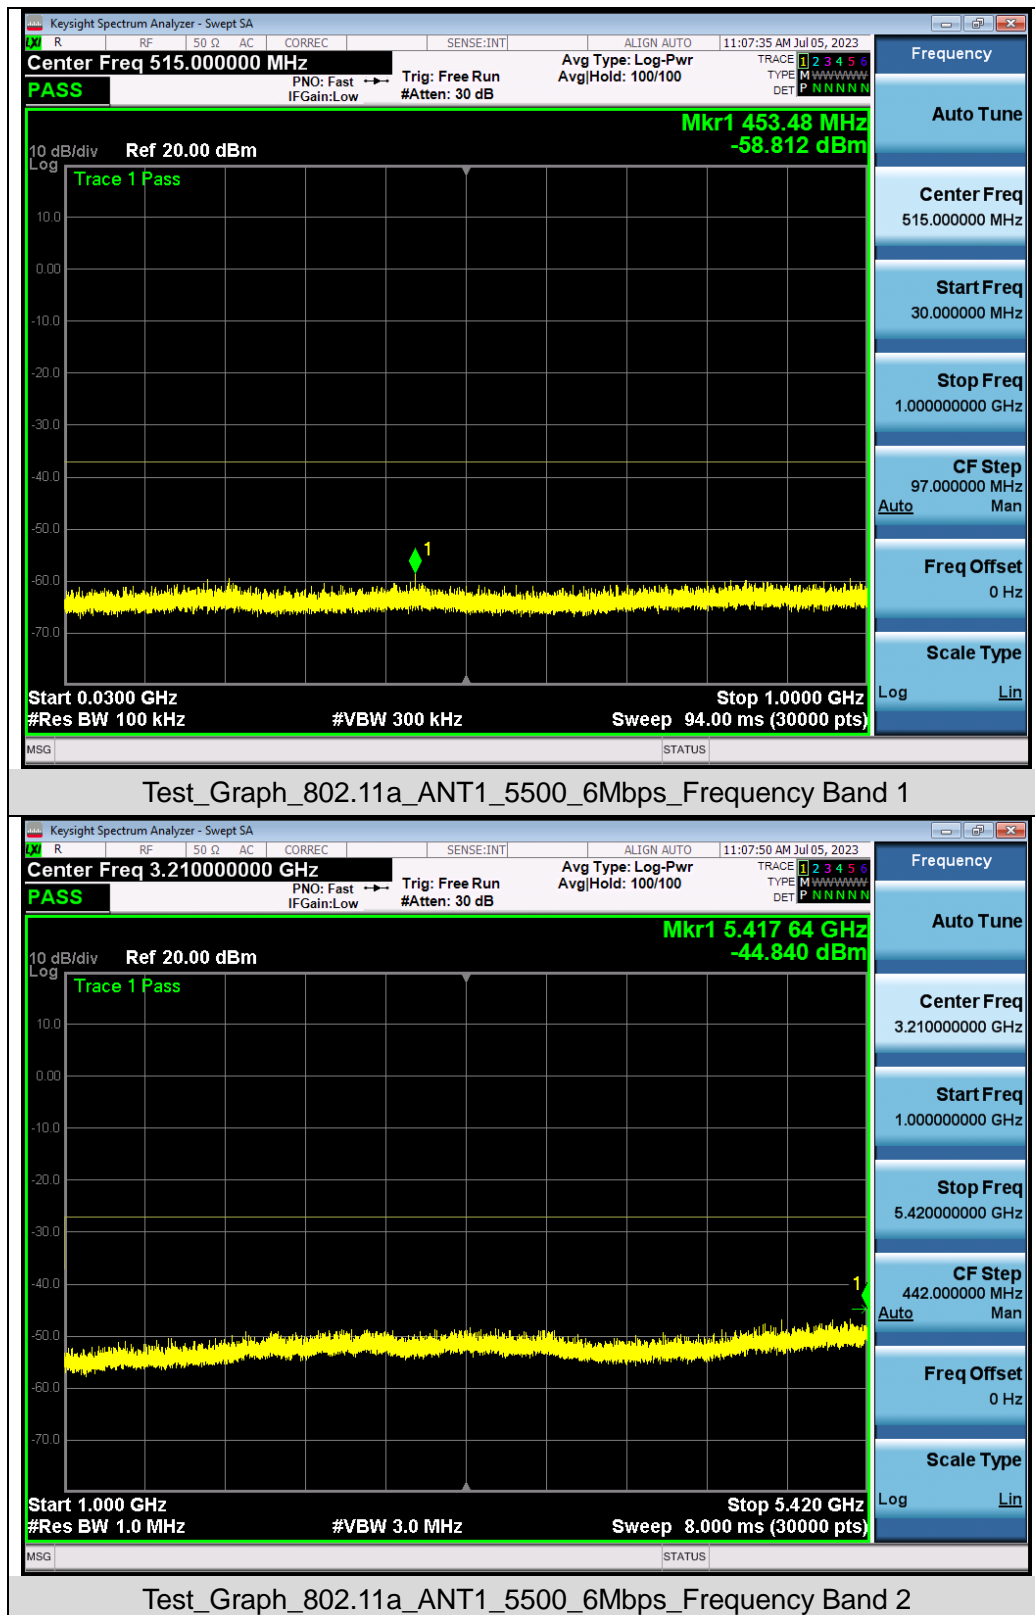 Keysight Spectrum Analyzer - Swept SA
LXI R RF 50 Ω AC CORREC SENSE:INT ALIGN AUTO 11:07:35 AM Jul 05, 2023
Center Freq 515.000000 MHz
PASS
PNO: Fast
IFGain:Low
Trig: Free Run
#Atten: 30 dB
Avg Type: Log-Pwr
Avg|Hold: 100/100
TRACE 1 2 3 4 5 6
TYPE M WWWWW
DET P N N N N N
Mkr1 453.48 MHz
-58.812 dBm
10 dB/div Ref 20.00 dBm
Log
Trace 1 Pass
10.0
0.00
-10.0
-20.0
-30.0
-40.0
-50.0
-60.0
-70.0
1
Start 0.0300 GHz Stop 1.0000 GHz
#Res BW 100 kHz #VBW 300 kHz Sweep 94.00 ms (30000 pts)
MSG STATUS
Frequency
Auto Tune
Center Freq
515.000000 MHz
Start Freq
30.000000 MHz
Stop Freq
1.000000000 GHz
CF Step
97.000000 MHz
Auto Man
Freq Offset
0 Hz
Scale Type
Log Lin
Test_Graph_802.11a_ANT1_5500_6Mbps_Frequency Band 1
Keysight Spectrum Analyzer - Swept SA
LXI R RF 50 Ω AC CORREC SENSE:INT ALIGN AUTO 11:07:50 AM Jul 05, 2023
Center Freq 3.210000000 GHz
PASS
PNO: Fast
IFGain:Low
Trig: Free Run
#Atten: 30 dB
Avg Type: Log-Pwr
Avg|Hold: 100/100
TRACE 1 2 3 4 5 6
TYPE M WWWWW
DET P N N N N N
Mkr1 5.417 64 GHz
-44.840 dBm
10 dB/div Ref 20.00 dBm
Log
Trace 1 Pass
10.0
0.00
-10.0
-20.0
-30.0
-40.0
-50.0
-60.0
-70.0
1
Start 1.000 GHz Stop 5.420 GHz
#Res BW 1.0 MHz #VBW 3.0 MHz Sweep 8.000 ms (30000 pts)
MSG STATUS
Frequency
Auto Tune
Center Freq
3.210000000 GHz
Start Freq
1.000000000 GHz
Stop Freq
5.420000000 GHz
CF Step
442.000000 MHz
Auto Man
Freq Offset
0 Hz
Scale Type
Log Lin
Test_Graph_802.11a_ANT1_5500_6Mbps_Frequency Band 2